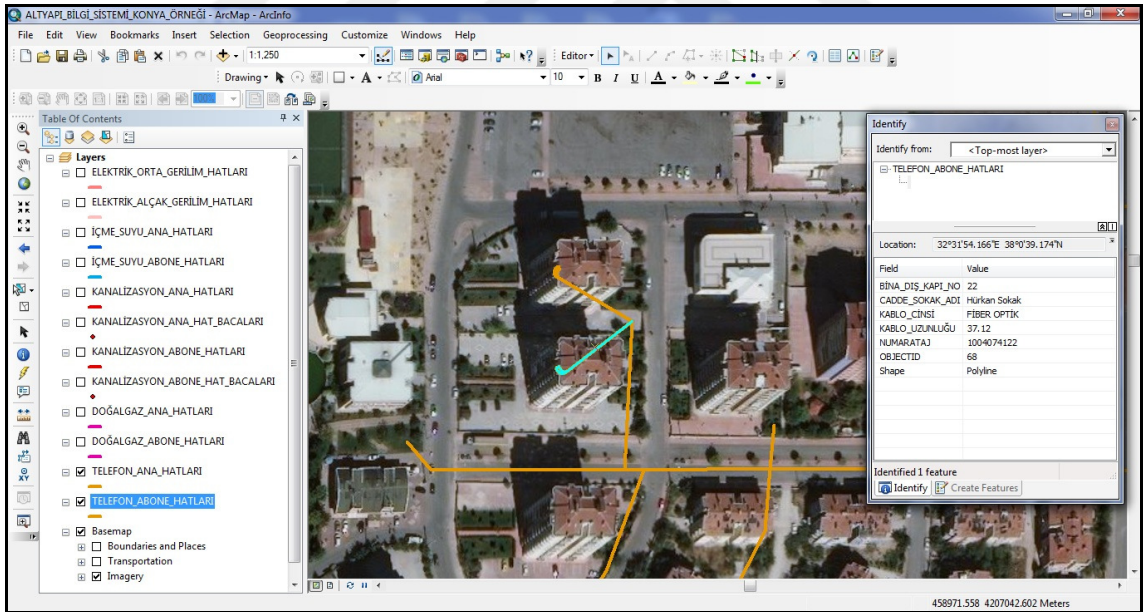 ALTYAPI_BİLGİ_SİSTEMİ_KONYA_ÖRNEĞİ - ArcMap - ArcInfo
File Edit View Bookmarks Insert Selection Geoprocessing Customize Windows Help
1:1,250
Editor
Drawing
A
Arial
10
B I U A
100%
Table Of Contents
Layers
ELEKTRİK_ORTA_GERİLİM_HATLARI
ELEKTRİK_ALÇAK_GERİLİM_HATLARI
İÇME_SUYU_ANA_HATLARI
İÇME_SUYU_ABONE_HATLARI
KANALİZASYON_ANA_HATLARI
KANALİZASYON_ANA_HAT_BACALARI
KANALİZASYON_ABONE_HATLARI
KANALİZASYON_ABONE_HAT_BACALARI
DOĞALGAZ_ANA_HATLARI
DOĞALGAZ_ABONE_HATLARI
TELEFON_ANA_HATLARI
TELEFON_ABONE_HATLARI
Basemap
Boundaries and Places
Transportation
Imagery
XY
Identify
Identify from: <Top-most layer>
TELEFON_ABONE_HATLARI
Location: 32°31'54.166"E 38°0'39.174"N
Field Value
BİNA_DIŞ_KAPI_NO 22
CADDE_SOKAK_ADI Hürkan Sokak
KABLO_CİNSİ FİBER OPTİK
KABLO_UZUNLUĞU 37.12
NUMARATAJ 1004074122
OBJECTID 68
Shape Polyline
Identified 1 feature
Identify Create Features
458971.558 4207042.602 Meters